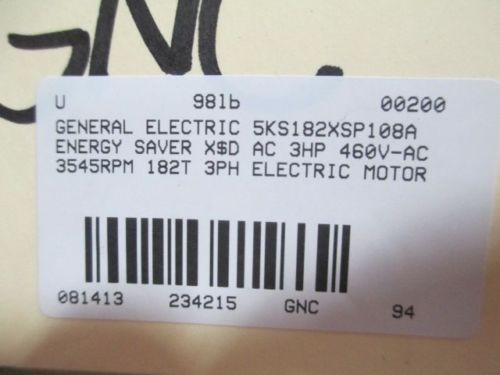 GNC.
U 98lb 00200
GENERAL ELECTRIC 5KS182XSP108A
ENERGY SAVER X$D AC 3HP 460V-AC
3545RPM 182T 3PH ELECTRIC MOTOR
081413 234215 GNC 94